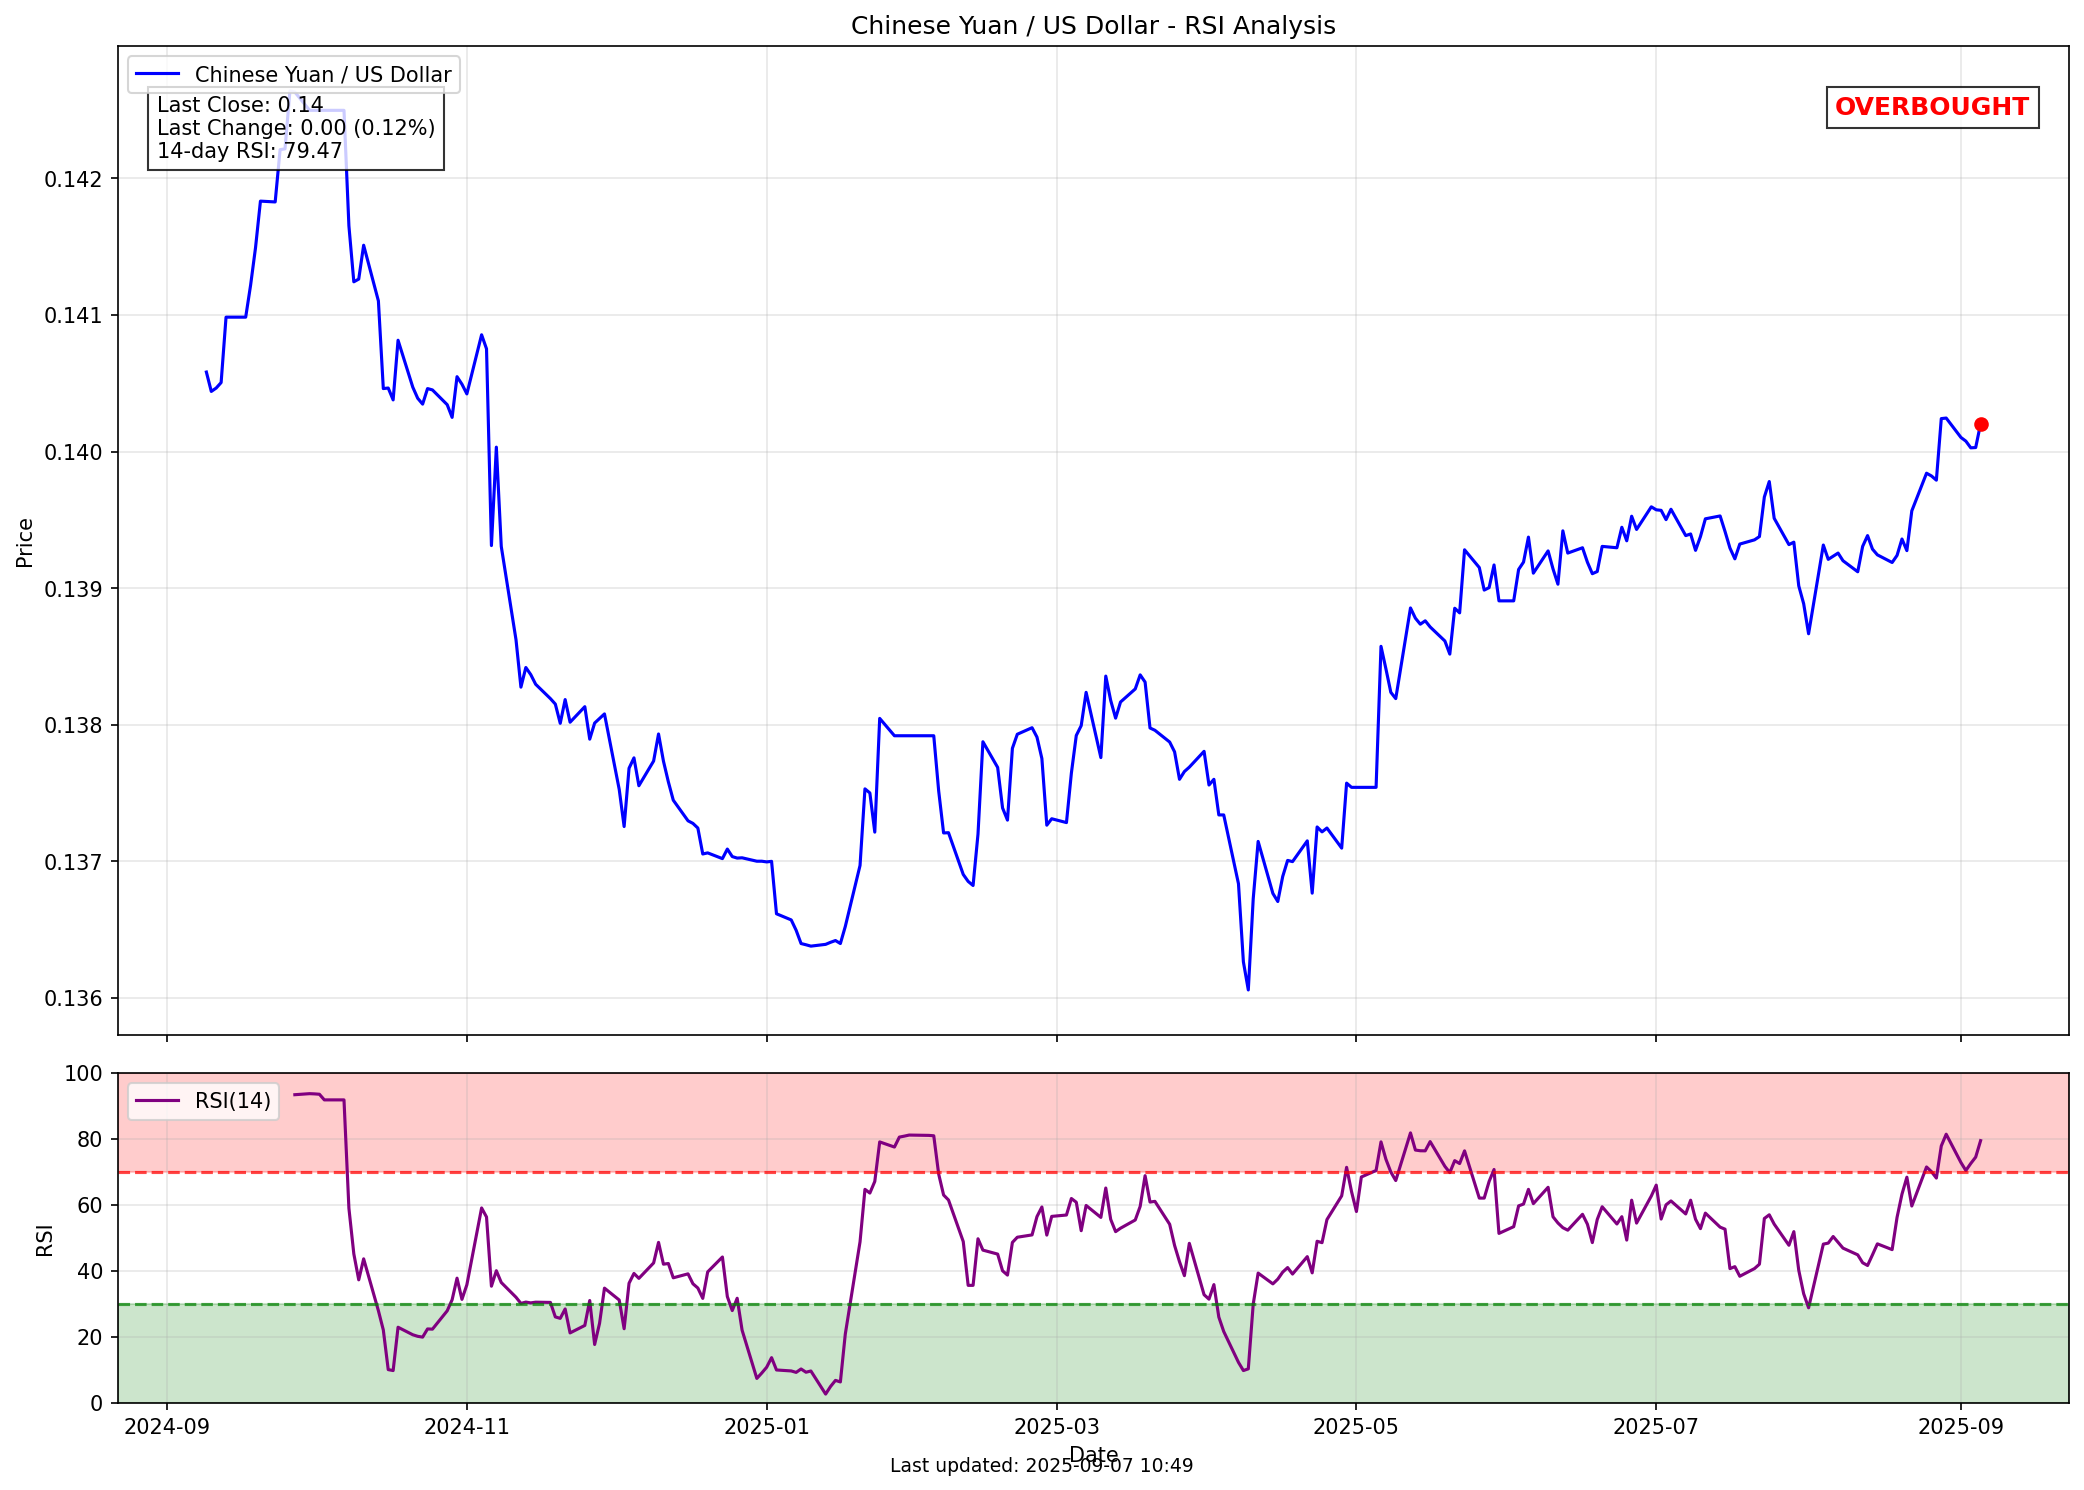 Chinese Yuan / US Dollar - RSI Analysis
Chinese Yuan / US Dollar
Last Close: 0.14
Last Change: 0.00 (0.12%)
14-day RSI: 79.47
OVERBOUGHT
0.142
0.141
0.140
0.139
0.138
0.137
0.136
Price
100
80
60
40
20
0
RSI
RSI(14)
2024-09 2024-11 2025-01 2025-03 2025-05 2025-07 2025-09
Date
Last updated: 2025-09-07 10:49